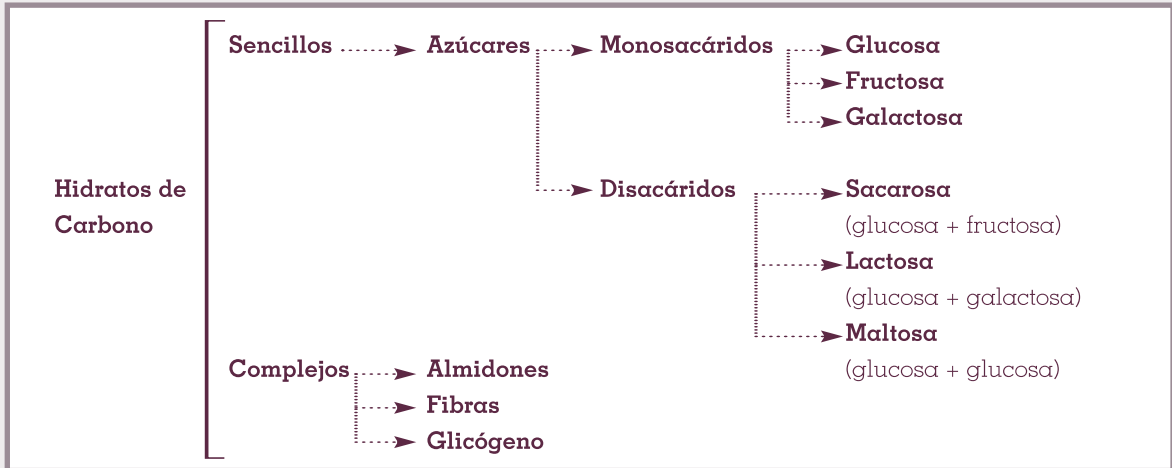 Sencillos
Azúcares
Monosacáridos
Glucosa
Fructosa
Galactosa
Hidratos de
Carbono
Disacáridos
Sacarosa
(glucosa + fructosa)
Lactosa
(glucosa + galactosa)
Maltosa
(glucosa + glucosa)
Complejos
Almidones
Fibras
Glicógeno